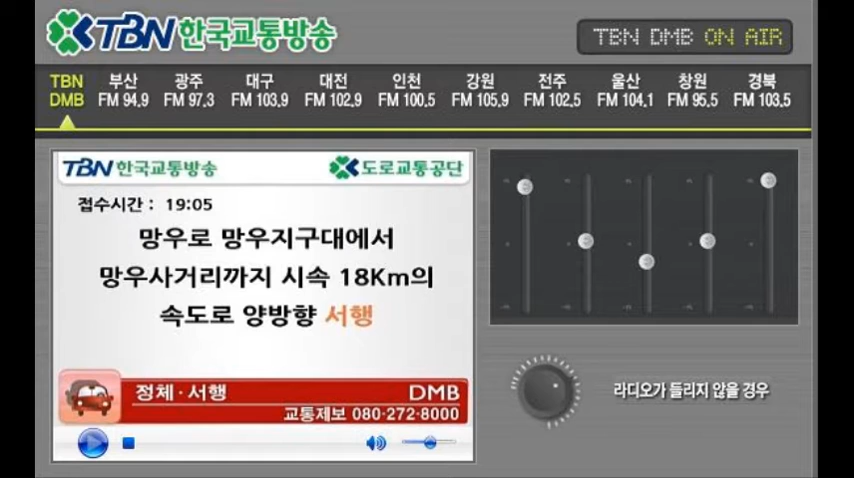 TBN 한국교통방송
TBN DMB ON AIR
TBN DMB
부산 FM 94.9
광주 FM 97.3
대구 FM 103.9
대전 FM 102.9
인천 FM 100.5
강원 FM 105.9
전주 FM 102.5
울산 FM 104.1
창원 FM 95.5
경북 FM 103.5
TBN 한국교통방송 도로교통공단
접수시간 : 19:05
망우로 망우지구대에서
망우사거리까지 시속 18Km의
속도로 양방향 서행
정체·서행 DMB
교통제보 080·272·8000
라디오가 들리지 않을 경우